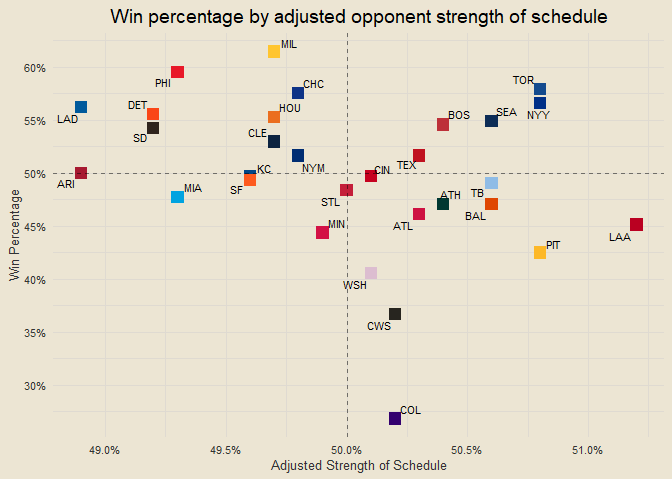 Win percentage by adjusted opponent strength of schedule
MIL
60%
PHI
CHC
TOR
LAD
DET
HOU
BOS
SEA
NYY
55%
SD
CLE
NYM
TEX
50%
ARI
KC
CIN
SF
MIA
STL
ATH
TB
BAL
45%
MIN
ATL
PIT
LAA
40%
WSH
35%
CWS
30%
COL
Win Percentage
49.0%
49.5%
50.0%
50.5%
51.0%
Adjusted Strength of Schedule